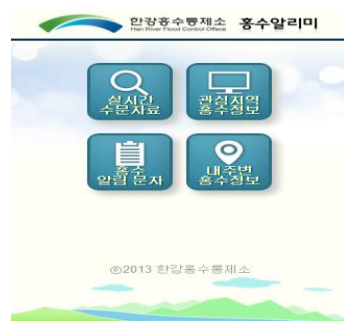 한강홍수통제소 홍수알리미
Han River Flood Control Office
실시간
수문자료
관심지역
홍수정보
홍수
알림 문자
내 주변
홍수정보
©2013 한강홍수통제소